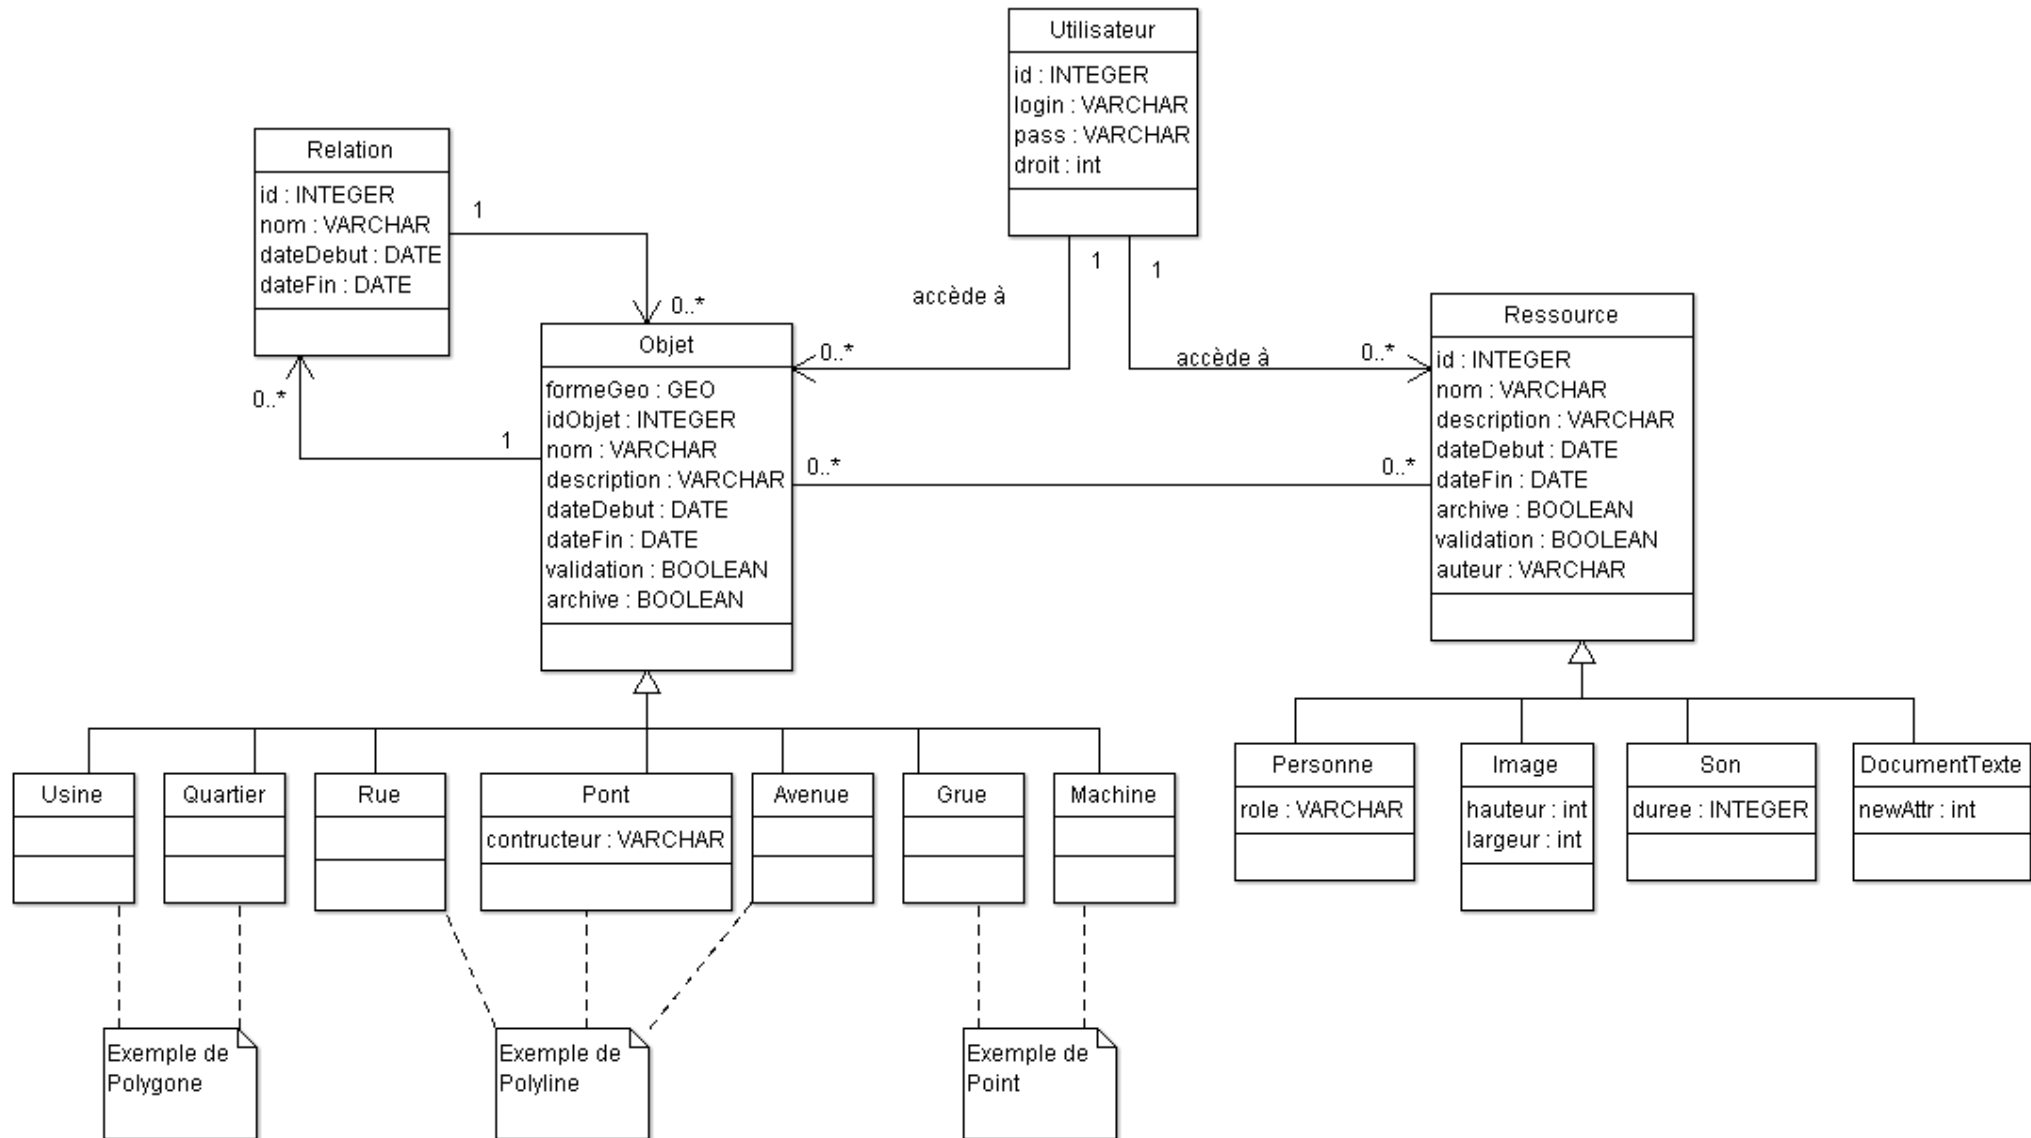 Utilisateur
id : INTEGER
login : VARCHAR
pass : VARCHAR
droit : int
Relation
id : INTEGER
nom : VARCHAR
dateDebut : DATE
dateFin : DATE
1
0..*
0..*
1
1
1
accède à
0..*
accède à
0..*
Objet
formeGeo : GEO
idObjet : INTEGER
nom : VARCHAR
description : VARCHAR
dateDebut : DATE
dateFin : DATE
validation : BOOLEAN
archive : BOOLEAN
0..*
0..*
Ressource
id : INTEGER
nom : VARCHAR
description : VARCHAR
dateDebut : DATE
dateFin : DATE
archive : BOOLEAN
validation : BOOLEAN
auteur : VARCHAR
Usine
Quartier
Rue
Pont
contructeur : VARCHAR
Avenue
Grue
Machine
Personne
role : VARCHAR
Image
hauteur : int
largeur : int
Son
duree : INTEGER
DocumentTexte
newAttr : int
Exemple de
Polygone
Exemple de
Polyline
Exemple de
Point